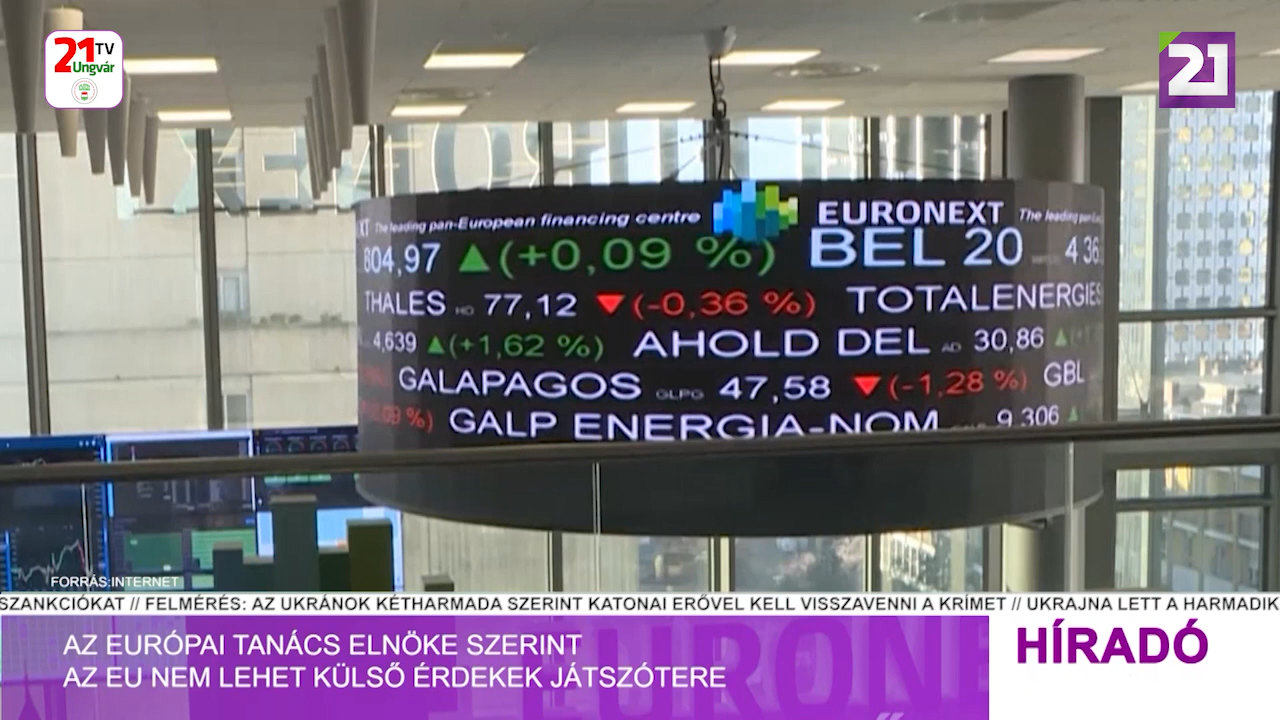 21 TV
Ungvár
21
The leading pan-European financing centre
EURONEXT
The leading pan-Eu
804,97 ▲ (+0,09 %) BEL 20 4 36
THALES HO 77,12 ▼ (-0,36 %) TOTALENERGIES
4,639 ▲ (+1,62 %) AHOLD DEL AD 30,86 ▲
GALAPAGOS GLPG 47,58 ▼ (-1,28 %) GBL
%) GALP ENERGIA-NOM 9,306
FORRÁS:INTERNET
SZANKCIÓKAT // FELMÉRÉS: AZ UKRÁNOK KÉTHARMADA SZERINT KATONAI ERŐVEL KELL VISSZAVENNI A KRÍMET // UKRAJNA LETT A HARMADIK
AZ EURÓPAI TANÁCS ELNÖKE SZERINT
AZ EU NEM LEHET KÜLSŐ ÉRDEKEK JÁTSZÓTERE
HÍRADÓ